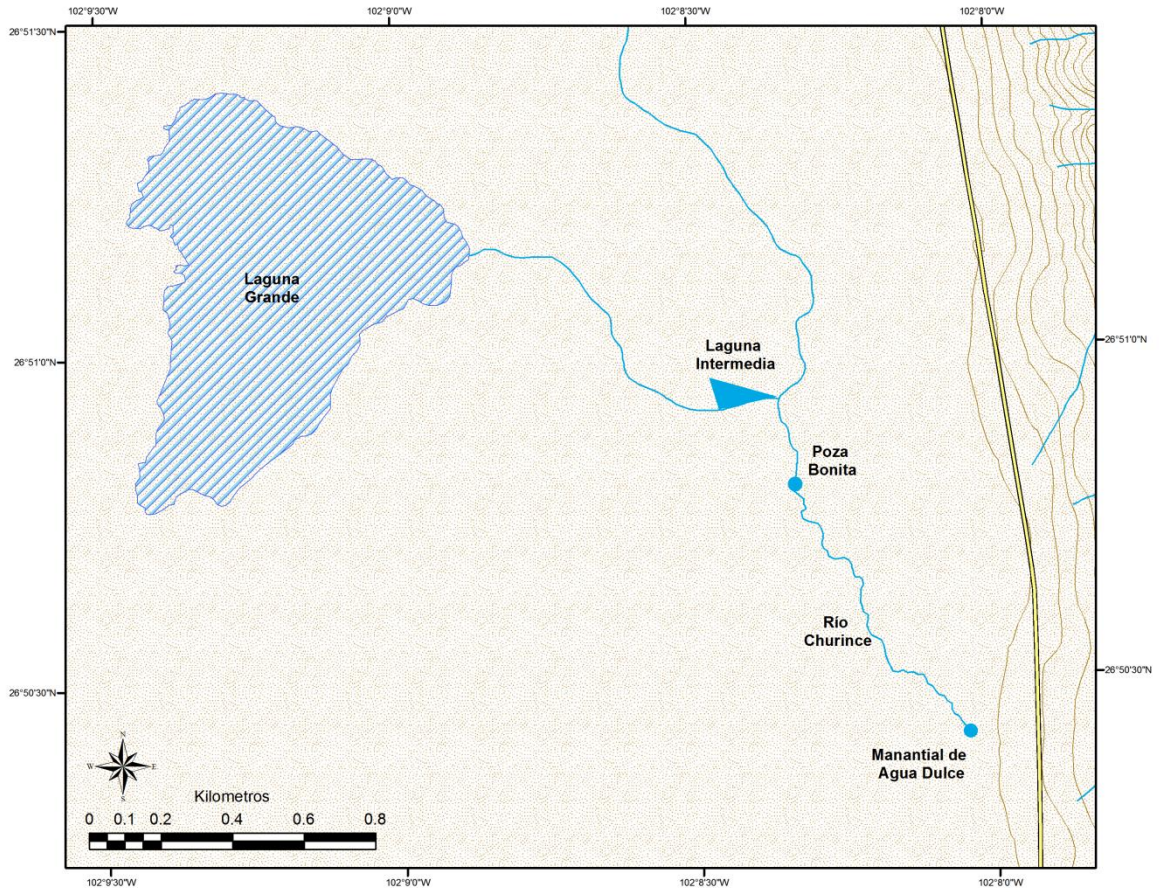 102°9'30"W
102°9'0"W
102°8'30"W
102°8'0"W
26°51'30"N
Laguna
Grande
Laguna
Intermedia
26°51'0"N
26°51'0"N
Poza
Bonita
Río
Churince
26°50'30"N
26°50'30"N
Manantial de
Agua Dulce
N
W
E
S
Kilometros
0 0.1 0.2 0.4 0.6 0.8
102°9'30"W
102°9'0"W
102°8'30"W
102°8'0"W